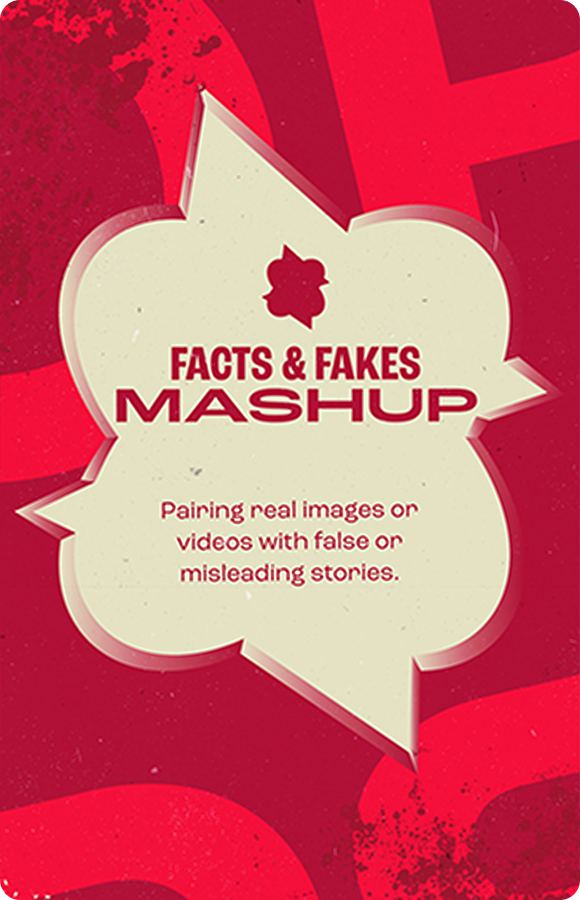 FACTS & FAKES
MASHUP
Pairing real images or
videos with false or
misleading stories.